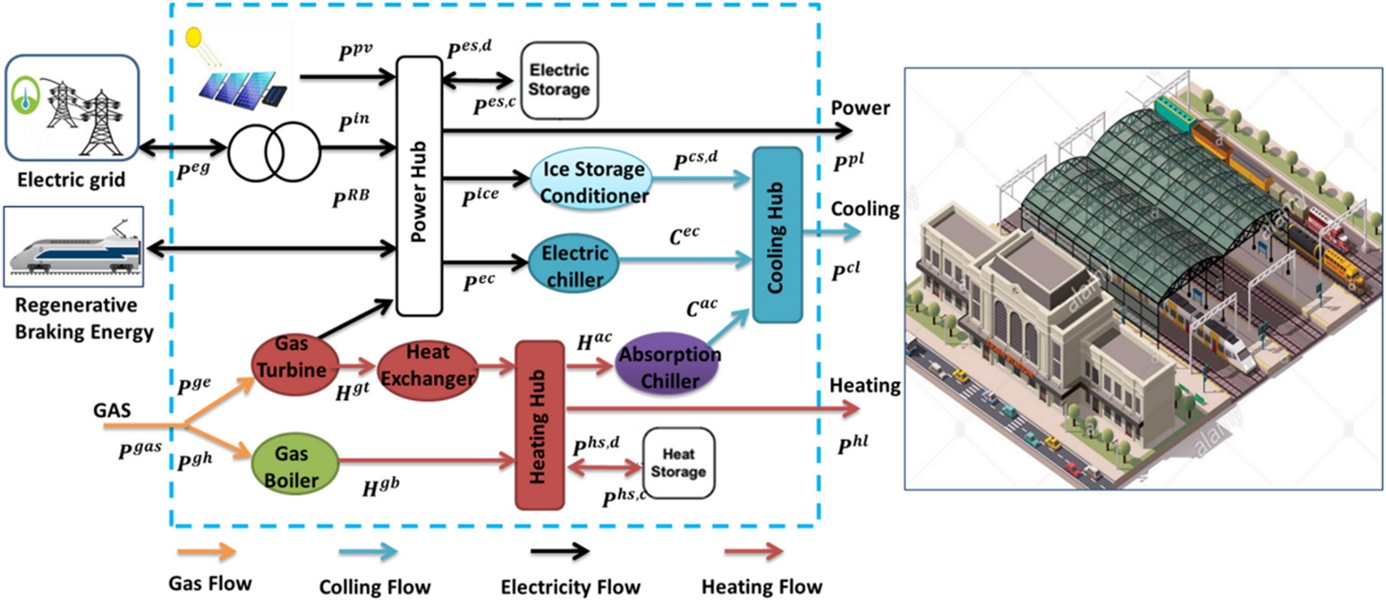 P^{pv}
P^{es,d}
Electric
Storage
P^{es,c}
P^{in}
Power
P^{eg}
Electric grid
P^{RB}
Power Hub
P^{ice}
Ice Storage
Conditioner
P^{cs,d}
Cooling Hub
P^{pl}
Cooling
P^{ec}
Electric
chiller
C^{ec}
P^{cl}
Regenerative
Braking Energy
C^{ac}
Gas
Turbine
H^{gt}
Heat
Exchanger
Heating Hub
H^{ac}
Absorption
Chiller
Heating
P^{hl}
GAS
P^{gas}
P^{ge}
P^{gh}
Gas
Boiler
H^{gb}
P^{hs,d}
P^{hs,c}
Heat
Storage
Gas Flow
Colling Flow
Electricity Flow
Heating Flow
alamy
a